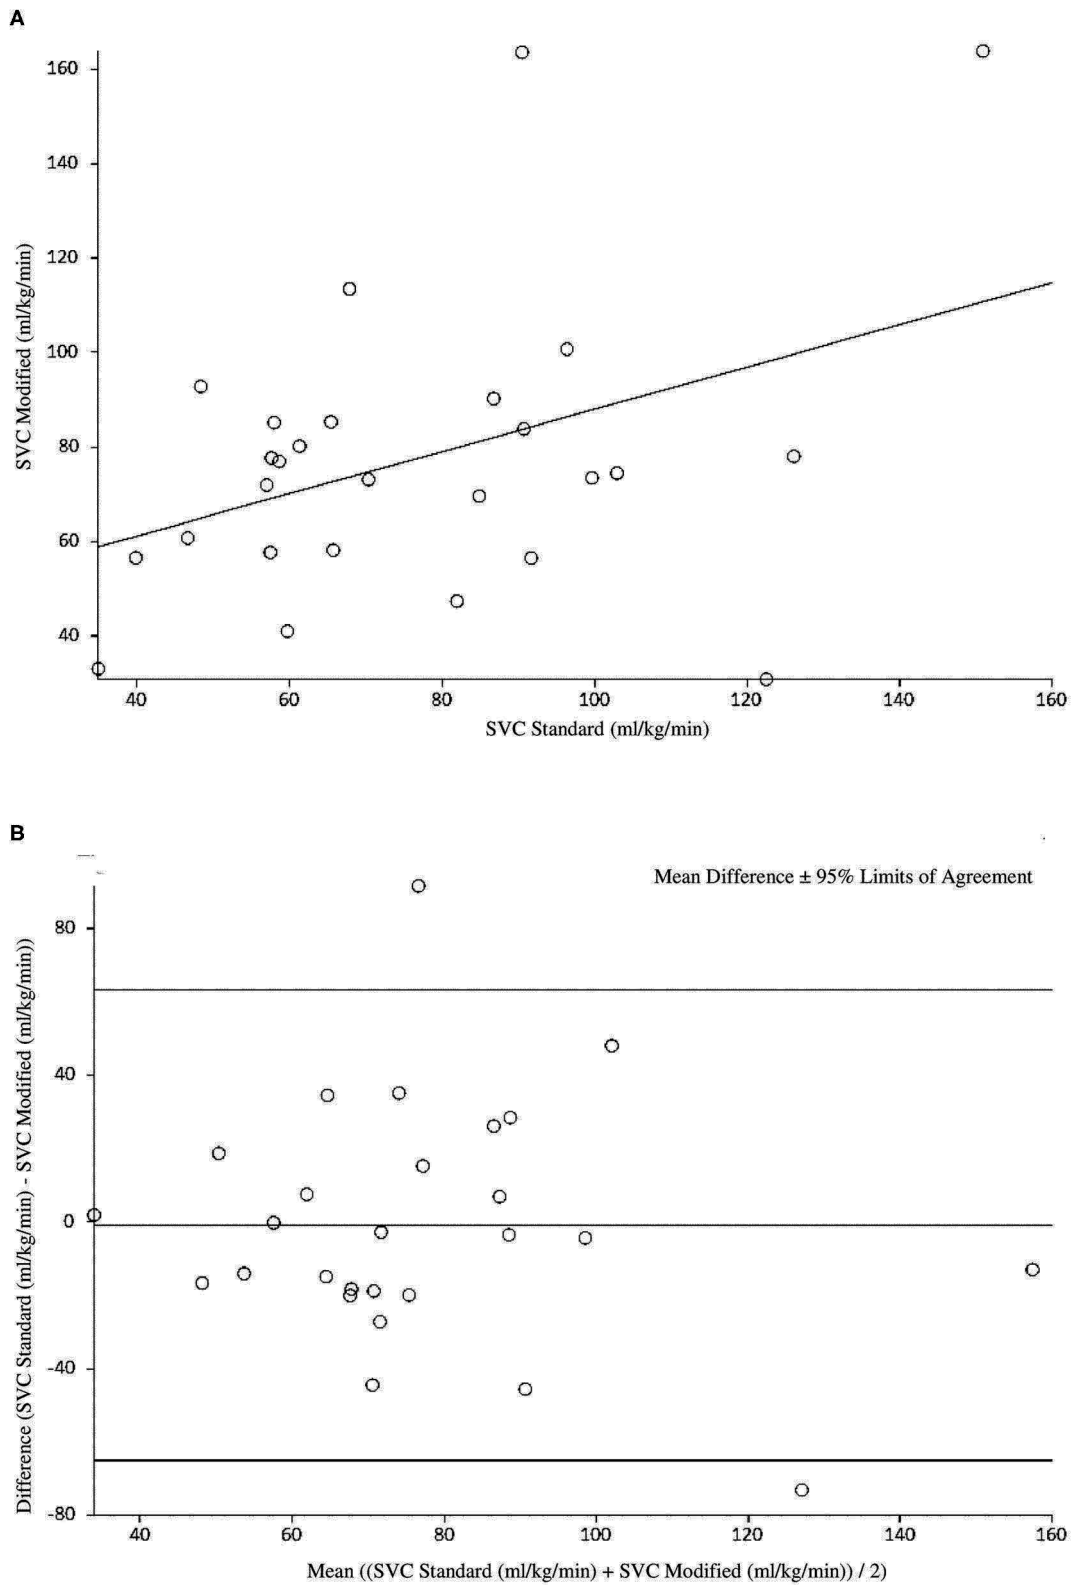 A
160
140
120
100
80
60
40
SVC Modified (ml/kg/min)
40 60 80 100 120 140 160
SVC Standard (ml/kg/min)
B
Mean Difference ± 95% Limits of Agreement
80
40
0
-40
-80
Difference (SVC Standard (ml/kg/min) - SVC Modified (ml/kg/min))
40 60 80 100 120 140 160
Mean ((SVC Standard (ml/kg/min) + SVC Modified (ml/kg/min)) / 2)